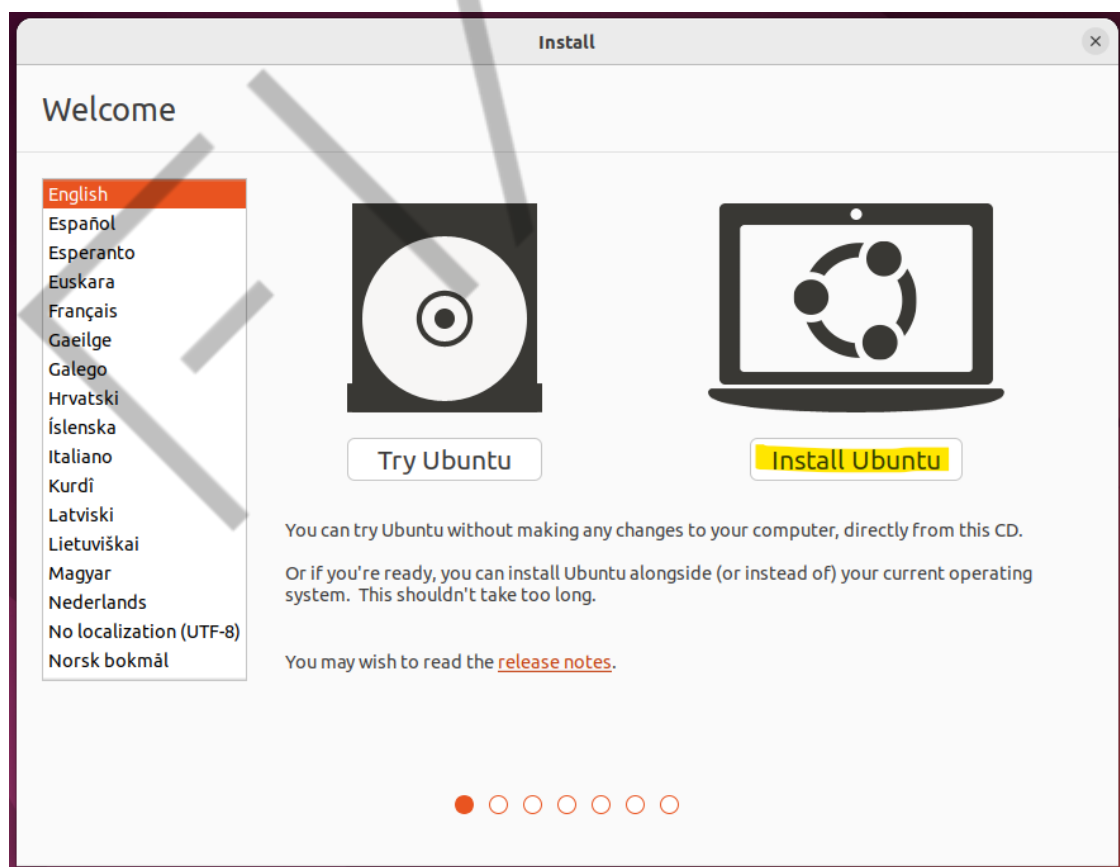 Install
Welcome
English
Español
Esperanto
Euskara
Français
Gaeilge
Galego
Hrvatski
Íslenska
Italiano
Kurdî
Latviski
Lietuviškai
Magyar
Nederlands
No localization (UTF-8)
Norsk bokmål
Try Ubuntu
Install Ubuntu
You can try Ubuntu without making any changes to your computer, directly from this CD.
Or if you're ready, you can install Ubuntu alongside (or instead of) your current operating
system. This shouldn't take too long.
You may wish to read the release notes.